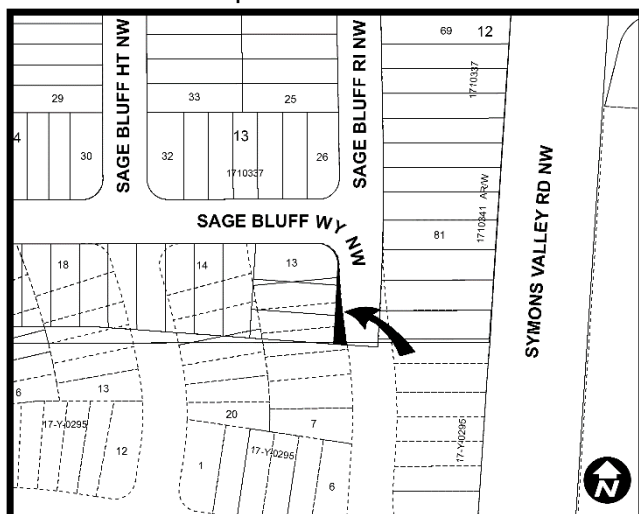 SAGE BLUFF HT NW
SAGE BLUFF RI NW
SYMONS VALLEY RD NW
SAGE BLUFF WY NW
69
12
1710337
29
33
25
4
13
30
32
1710337
26
1710341 AR/W
81
18
14
13
6
13
20
7
17-Y-0295
12
1
17-Y-0295
6
17-Y-0295
N